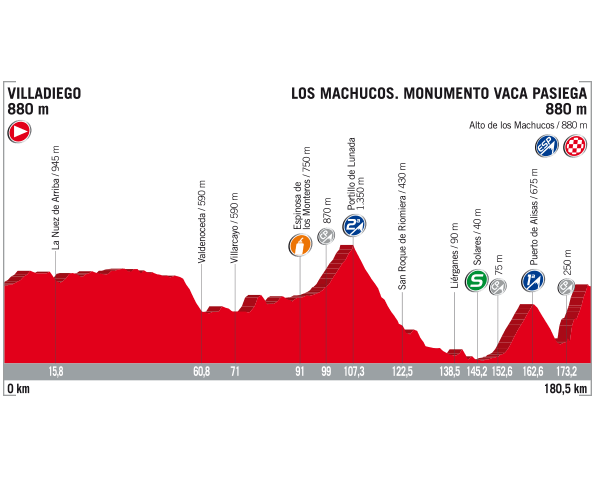 VILLADIEGO
880 m
LOS MACHUCOS. MONUMENTO VACA PASIEGA
880 m
Alto de los Machucos / 880 m
ESP
La Nuez de Arriba / 945 m
Valdenoceda / 590 m
Villarcayo / 590 m
Espinosa de
los Monteros / 750 m
870 m
Portillo de Lunada
1.350 m
2ª
San Roque de Riomiera / 430 m
Liérganes / 90 m
Solares / 40 m
S
75 m
Puerto de Alisas / 675 m
1ª
250 m
15,8
60,8
71
91
99
107,3
122,5
138,5
145,2
152,6
162,6
173,2
0 km
180,5 km